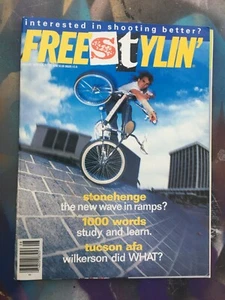 interested in shooting better?
FREEStYLIN'
stonehenge
the new wave in ramps?
1000 words
study and learn.
tucson afa
wilkerson did WHAT?